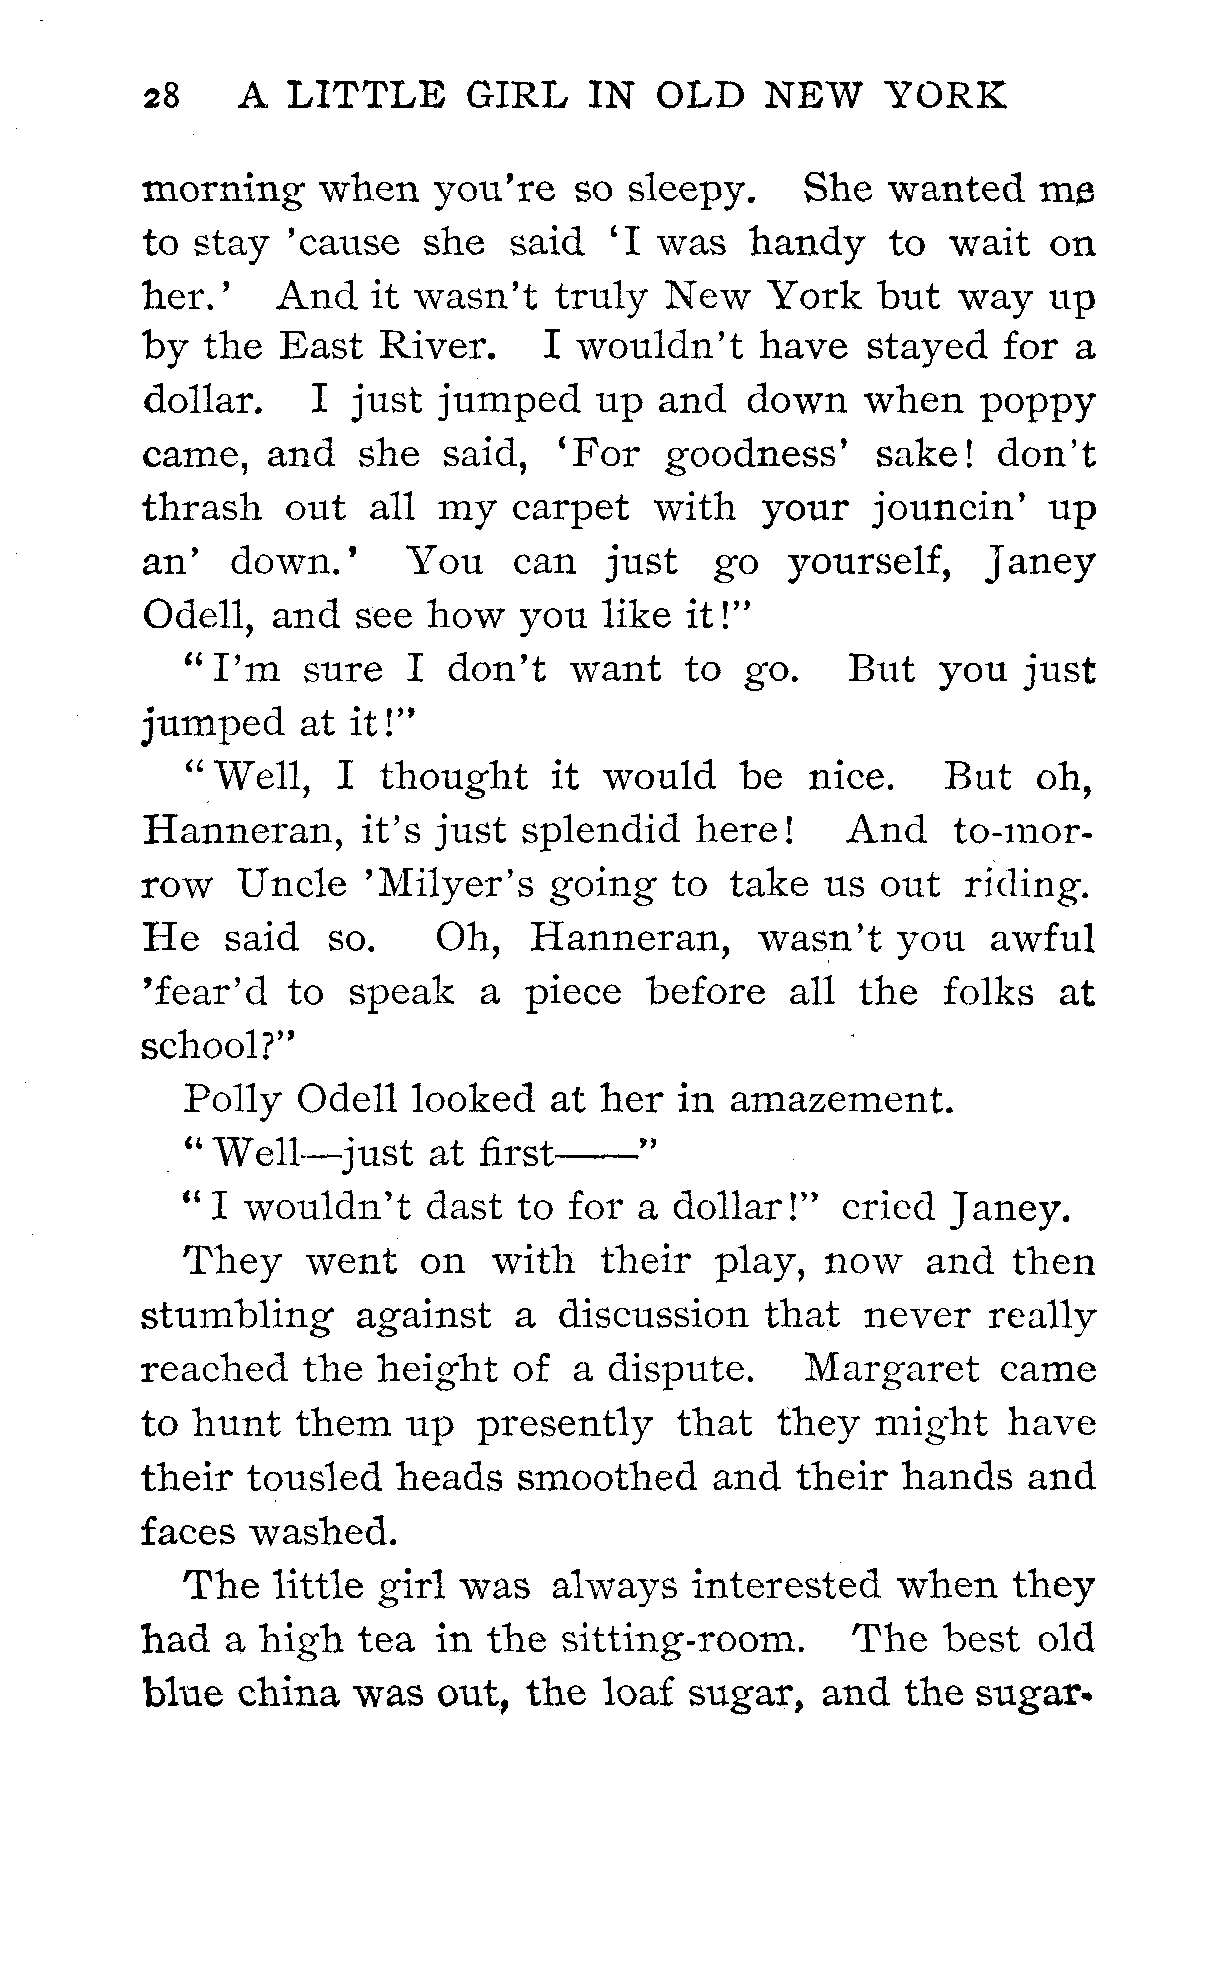 28 A LITTLE GIRL IN OLD NEW YORK
morning when you're so sleepy. She wanted me
to stay 'cause she said 'I was handy to wait on
her.' And it wasn't truly New York but way up
by the East River. I wouldn't have stayed for a
dollar. I just jumped up and down when poppy
came, and she said, 'For goodness' sake! don't
thrash out all my carpet with your jouncin' up
an' down.' You can just go yourself, Janey
Odell, and see how you like it!"
"I'm sure I don't want to go. But you just
jumped at it!"
"Well, I thought it would be nice. But oh,
Hanneran, it's just splendid here! And to-mor-
row Uncle 'Milyer's going to take us out riding.
He said so. Oh, Hanneran, wasn't you awful
'fear'd to speak a piece before all the folks at
school?"
Polly Odell looked at her in amazement.
"Well—just at first——"
"I wouldn't dast to for a dollar!" cried Janey.
They went on with their play, now and then
stumbling against a discussion that never really
reached the height of a dispute. Margaret came
to hunt them up presently that they might have
their tousled heads smoothed and their hands and
faces washed.
The little girl was always interested when they
had a high tea in the sitting-room. The best old
blue china was out, the loaf sugar, and the sugar-